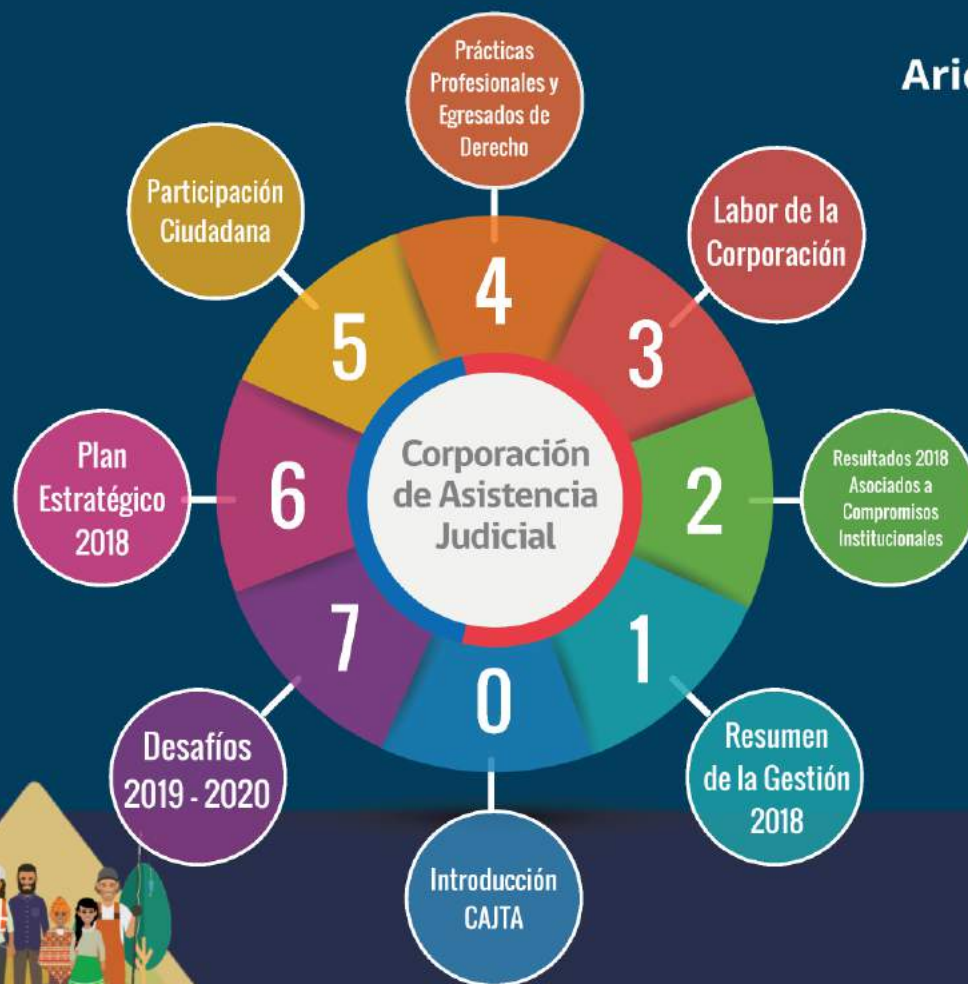 Prácticas
Profesionales y
Egresados de
Derecho
Participación
Ciudadana
Labor de la
Corporación
4
5
3
Plan
Estratégico
2018
6
Corporación
de Asistencia
Judicial
2
Resultados 2018
Asociados a
Compromisos
Institucionales
7
1
0
Desafíos
2019 - 2020
Resumen
de la Gestión
2018
Introducción
CAJTA